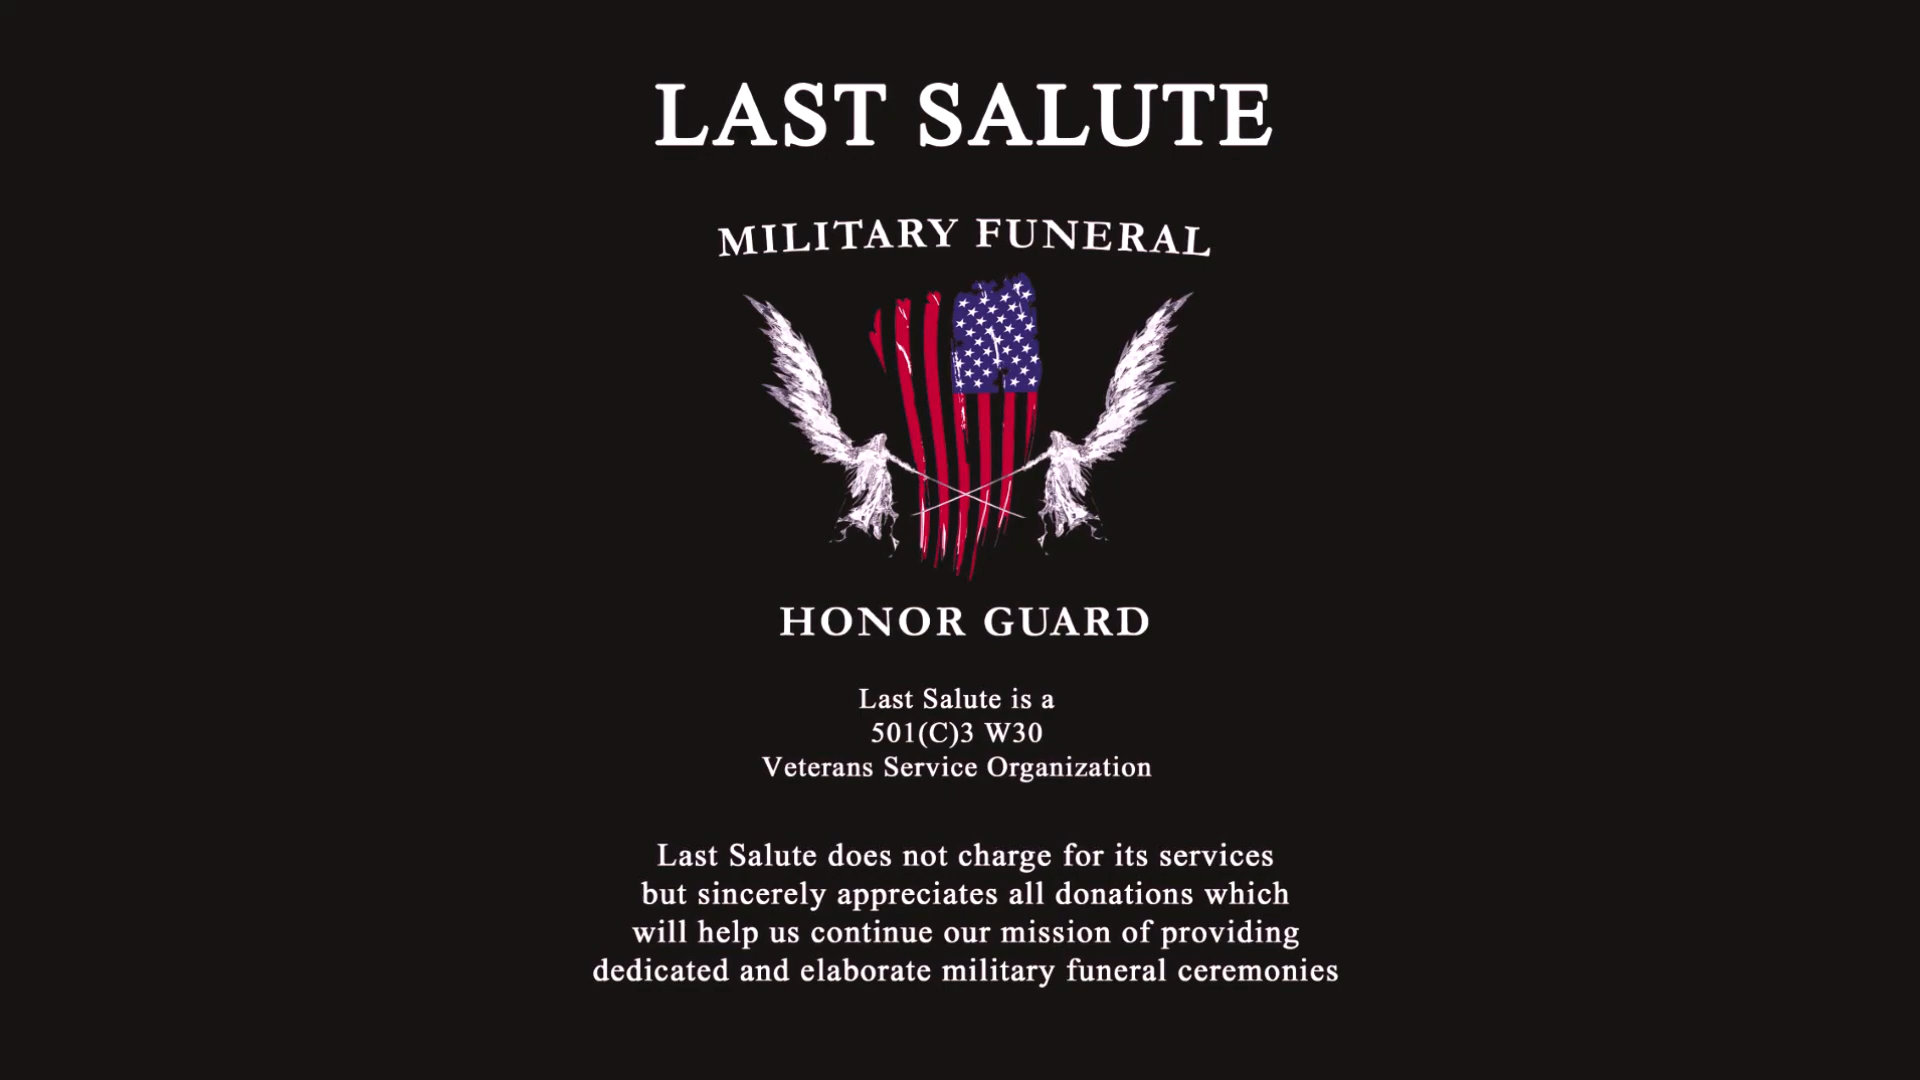 LAST SALUTE
MILITARY FUNERAL
HONOR GUARD
Last Salute is a
501(C)3 W30
Veterans Service Organization
Last Salute does not charge for its services
but sincerely appreciates all donations which
will help us continue our mission of providing
dedicated and elaborate military funeral ceremonies